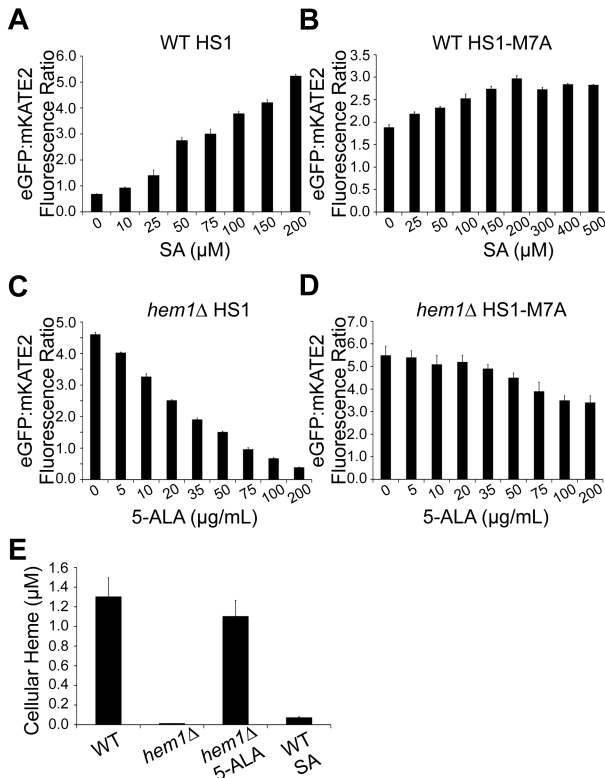 A
WT HS1
eGFP:mKATE2
Fluorescence Ratio
6.0
5.0
4.0
3.0
2.0
1.0
0.0
0 10 25 50 75 100 150 200
SA (µM)
B
WT HS1-M7A
eGFP:mKATE2
Fluorescence Ratio
3.5
3.0
2.5
2.0
1.5
1.0
0.5
0.0
0 25 50 100 150 200 300 400 500
SA (µM)
C
hem1Δ HS1
eGFP:mKATE2
Fluorescence Ratio
5.0
4.0
3.0
2.0
1.0
0.0
0 5 10 20 35 50 75 100 200
5-ALA (µg/mL)
D
hem1Δ HS1-M7A
eGFP:mKATE2
Fluorescence Ratio
7.0
6.0
5.0
4.0
3.0
2.0
1.0
0.0
0 5 10 20 35 50 75 100 200
5-ALA (µg/mL)
E
Cellular Heme (µM)
1.6
1.4
1.2
1.0
0.8
0.6
0.4
0.2
0.0
WT
hem1Δ
hem1Δ
5-ALA
WT
SA